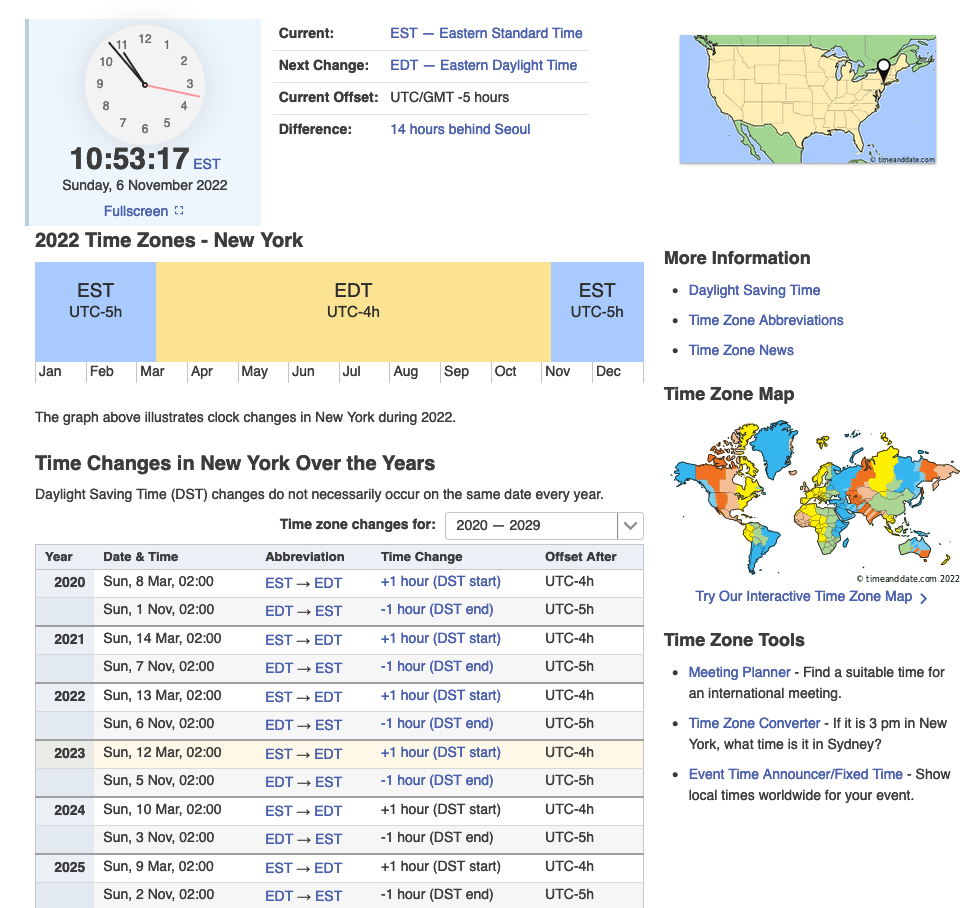 12
11
1
10
2
9
3
8
4
7
5
6
10:53:17 EST
Sunday, 6 November 2022
Fullscreen
Current: EST — Eastern Standard Time
Next Change: EDT — Eastern Daylight Time
Current Offset: UTC/GMT -5 hours
Difference: 14 hours behind Seoul
© timeanddate.com
2022 Time Zones - New York
EST
UTC-5h
EDT
UTC-4h
EST
UTC-5h
Jan Feb Mar Apr May Jun Jul Aug Sep Oct Nov Dec
The graph above illustrates clock changes in New York during 2022.
Time Changes in New York Over the Years
Daylight Saving Time (DST) changes do not necessarily occur on the same date every year.
Time zone changes for: 2020 — 2029
Year Date & Time Abbreviation Time Change Offset After
2020 Sun, 8 Mar, 02:00 EST → EDT +1 hour (DST start) UTC-4h
Sun, 1 Nov, 02:00 EDT → EST -1 hour (DST end) UTC-5h
2021 Sun, 14 Mar, 02:00 EST → EDT +1 hour (DST start) UTC-4h
Sun, 7 Nov, 02:00 EDT → EST -1 hour (DST end) UTC-5h
2022 Sun, 13 Mar, 02:00 EST → EDT +1 hour (DST start) UTC-4h
Sun, 6 Nov, 02:00 EDT → EST -1 hour (DST end) UTC-5h
2023 Sun, 12 Mar, 02:00 EST → EDT +1 hour (DST start) UTC-4h
Sun, 5 Nov, 02:00 EDT → EST -1 hour (DST end) UTC-5h
2024 Sun, 10 Mar, 02:00 EST → EDT +1 hour (DST start) UTC-4h
Sun, 3 Nov, 02:00 EDT → EST -1 hour (DST end) UTC-5h
2025 Sun, 9 Mar, 02:00 EST → EDT +1 hour (DST start) UTC-4h
Sun, 2 Nov, 02:00 EDT → EST -1 hour (DST end) UTC-5h
More Information
Daylight Saving Time
Time Zone Abbreviations
Time Zone News
Time Zone Map
© timeanddate.com 2022
Try Our Interactive Time Zone Map
Time Zone Tools
Meeting Planner - Find a suitable time for
an international meeting.
Time Zone Converter - If it is 3 pm in New
York, what time is it in Sydney?
Event Time Announcer/Fixed Time - Show
local times worldwide for your event.